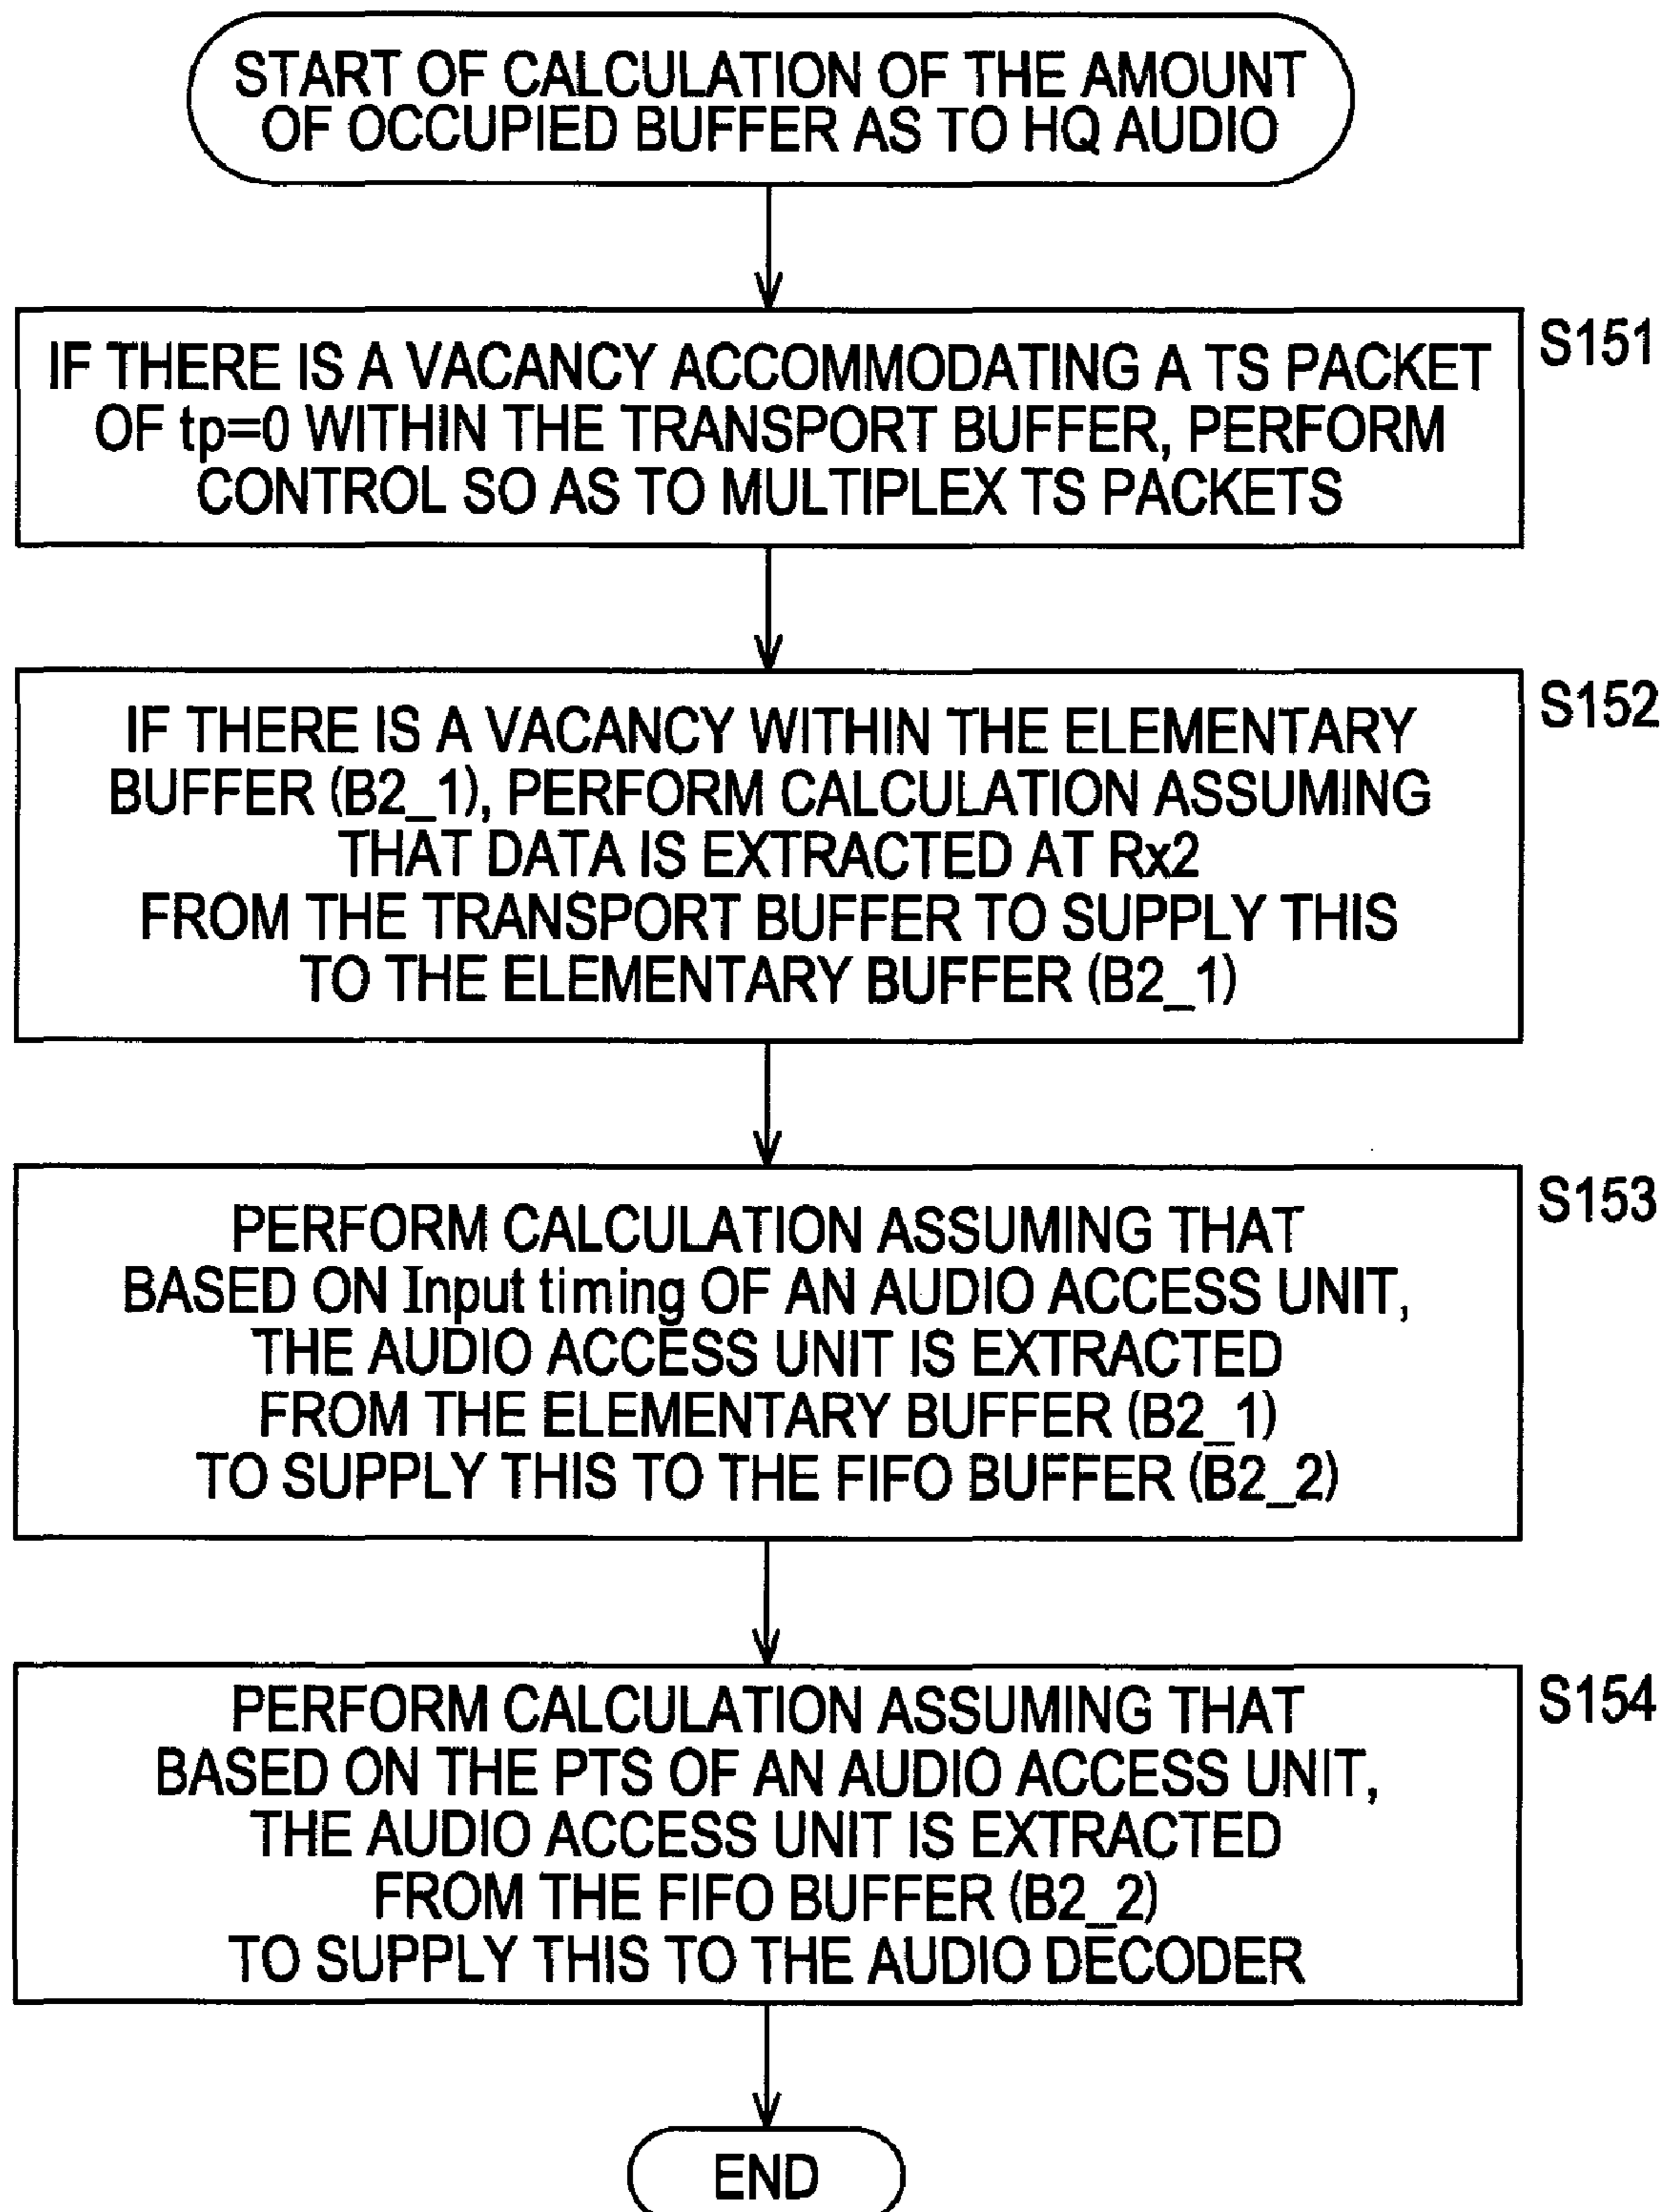 START OF CALCULATION OF THE AMOUNT
OF OCCUPIED BUFFER AS TO HQ AUDIO
IF THERE IS A VACANCY ACCOMMODATING A TS PACKET
OF tp=0 WITHIN THE TRANSPORT BUFFER, PERFORM
CONTROL SO AS TO MULTIPLEX TS PACKETS
S151
IF THERE IS A VACANCY WITHIN THE ELEMENTARY
BUFFER (B2_1), PERFORM CALCULATION ASSUMING
THAT DATA IS EXTRACTED AT Rx2
FROM THE TRANSPORT BUFFER TO SUPPLY THIS
TO THE ELEMENTARY BUFFER (B2_1)
S152
PERFORM CALCULATION ASSUMING THAT
BASED ON Input timing OF AN AUDIO ACCESS UNIT,
THE AUDIO ACCESS UNIT IS EXTRACTED
FROM THE ELEMENTARY BUFFER (B2_1)
TO SUPPLY THIS TO THE FIFO BUFFER (B2_2)
S153
PERFORM CALCULATION ASSUMING THAT
BASED ON THE PTS OF AN AUDIO ACCESS UNIT,
THE AUDIO ACCESS UNIT IS EXTRACTED
FROM THE FIFO BUFFER (B2_2)
TO SUPPLY THIS TO THE AUDIO DECODER
S154
END